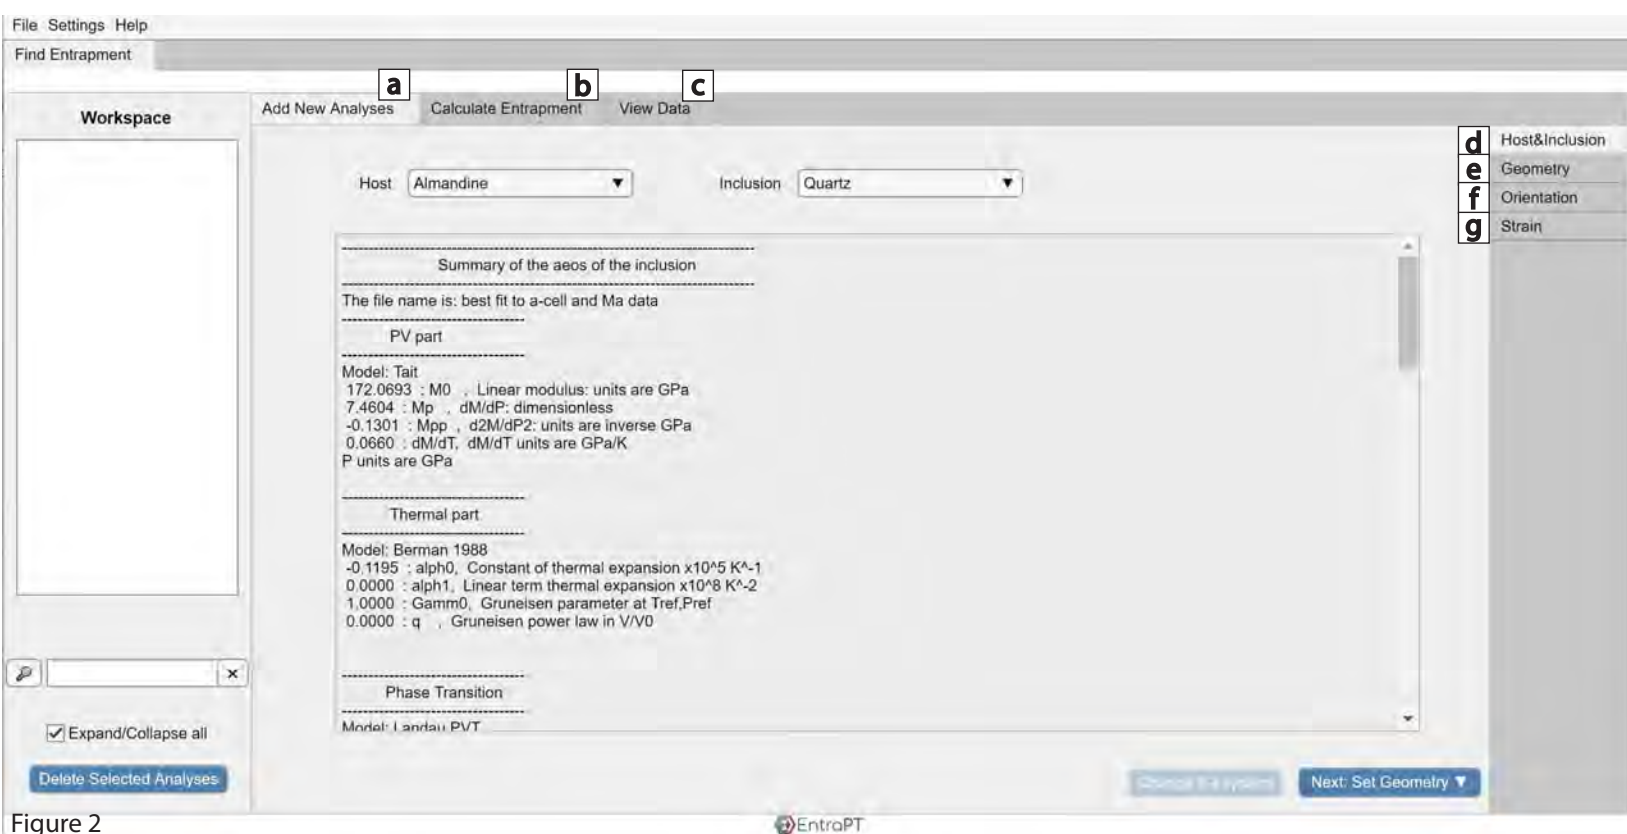 File Settings Help
Find Entrapment
Workspace
Add New Analyses a Calculate Entrapment b View Data c
d Host&Inclusion
e Geometry
f Orientation
g Strain
Host Almandine ▼ Inclusion Quartz ▼
--------------------------------------------------------------------------------
Summary of the aeos of the inclusion
--------------------------------------------------------------------------------
The file name is: best fit to a-cell and Ma data
-----------------------------------
PV part
-----------------------------------
Model: Tait
172.0693 : M0 , Linear modulus: units are GPa
7.4604 : Mp , dM/dP: dimensionless
-0.1301 : Mpp , d2M/dP2: units are inverse GPa
0.0660 : dM/dT, dM/dT units are GPa/K
P units are GPa
-----------------------------------
Thermal part
-----------------------------------
Model: Berman 1988
-0.1195 : alph0, Constant of thermal expansion x10^5 K^-1
0.0000 : alph1, Linear term thermal expansion x10^8 K^-2
1.0000 : Gamm0, Gruneisen parameter at Tref,Pref
0.0000 : q , Gruneisen power law in V/V0
-----------------------------------
Phase Transition
-----------------------------------
Model: Landau PVT
Expand/Collapse all
Delete Selected Analyses
Next: Set Geometry ▼
Figure 2
EntraPT